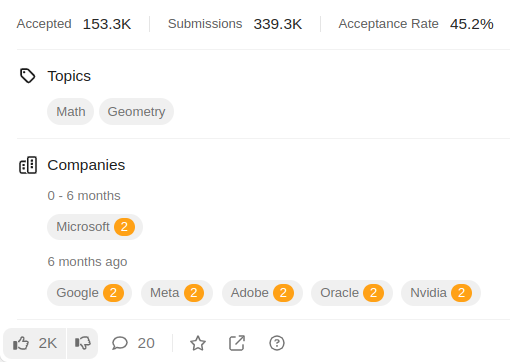 Accepted 153.3K Submissions 339.3K Acceptance Rate 45.2%
Topics
Math Geometry
Companies
0 - 6 months
Microsoft 2
6 months ago
Google 2 Meta 2 Adobe 2 Oracle 2 Nvidia 2
2K 20